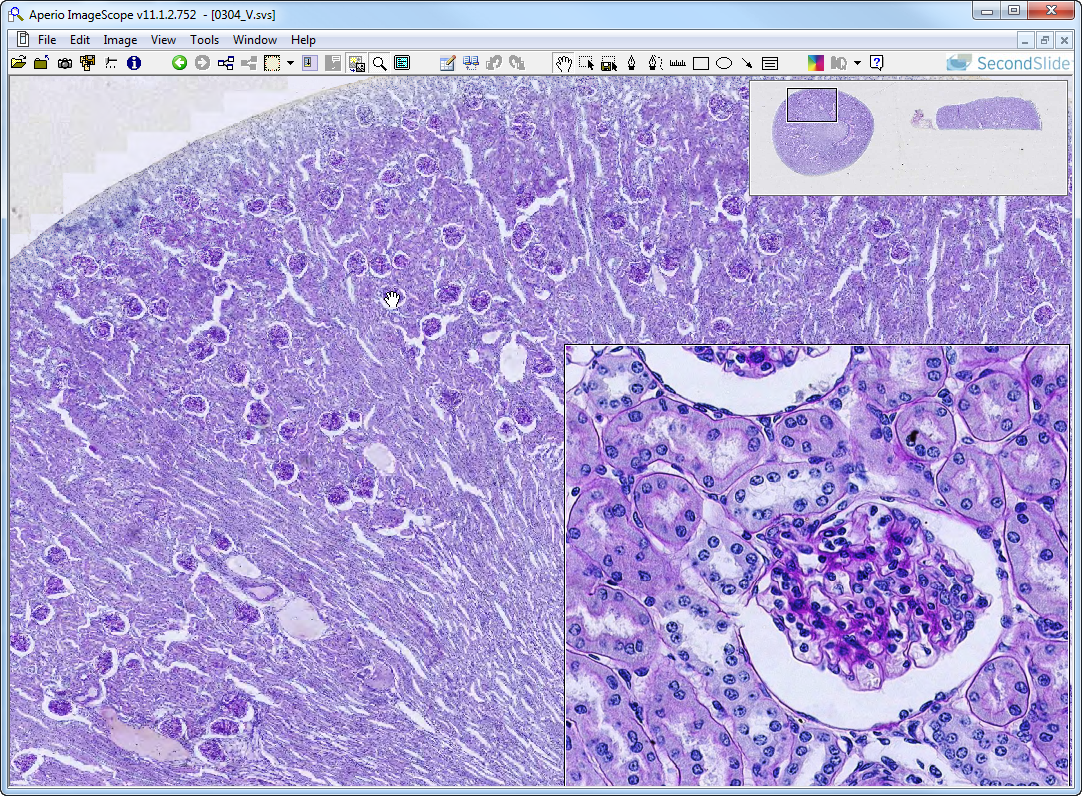 Aperio ImageScope v11.1.2.752 - [0304_V.svs]
File Edit Image View Tools Window Help
SecondSlide